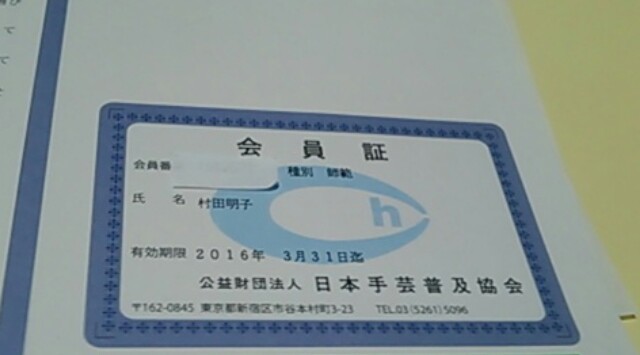 て
て
会員証
会員番
種別 師範
氏 名 村田明子
h
有効期限 2016年 3月31日迄
公益財団法人 日本手芸普及協会
〒162-0845 東京都新宿区市谷本村町3-23 TEL.03(5261)5096